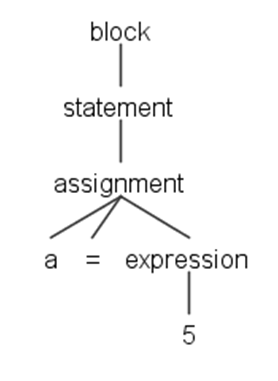 block
statement
assignment
a = expression
5